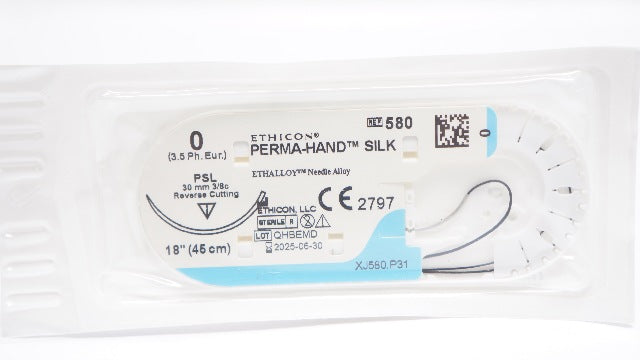 0
(3.5 Ph. Eur.)
PSL
30 mm 3/8c
Reverse Cutting
18" (45 cm)
REF 580
ETHICON®
PERMA-HAND™ SILK
ETHALLOY™ Needle Alloy
ETHICON, LLC
CE 2797
STERILE R
LOT QHBEMD
2025-06-30
XJ580.P31
0